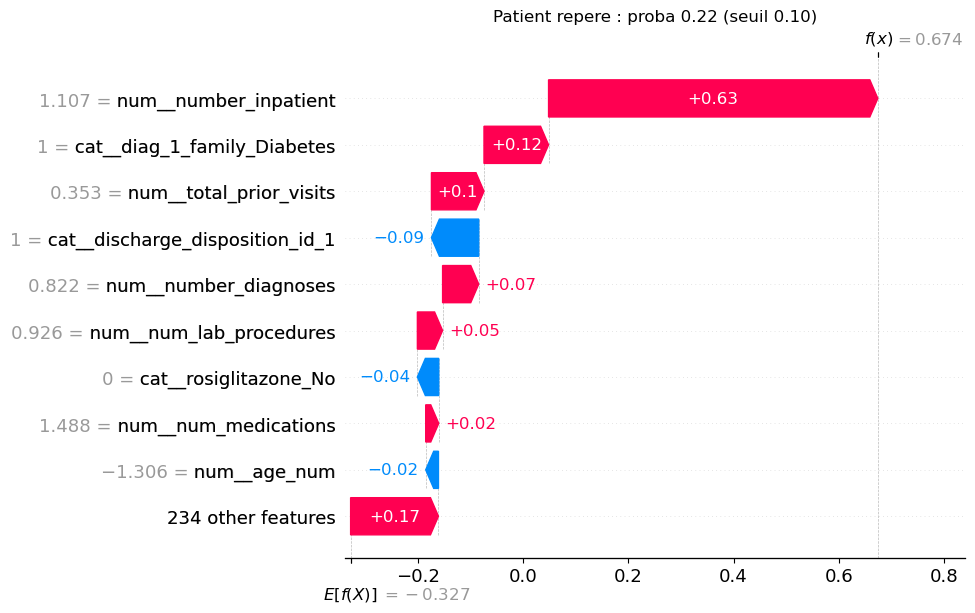 Patient repere : proba 0.22 (seuil 0.10)
f(x) = 0.674
1.107 = num__number_inpatient +0.63
1 = cat__diag_1_family_Diabetes +0.12
0.353 = num__total_prior_visits +0.1
1 = cat__discharge_disposition_id_1 −0.09
0.822 = num__number_diagnoses +0.07
0.926 = num__num_lab_procedures +0.05
0 = cat__rosiglitazone_No −0.04
1.488 = num__num_medications +0.02
−1.306 = num__age_num −0.02
234 other features +0.17
−0.2 0.0 0.2 0.4 0.6 0.8
E[f(X)] = −0.327